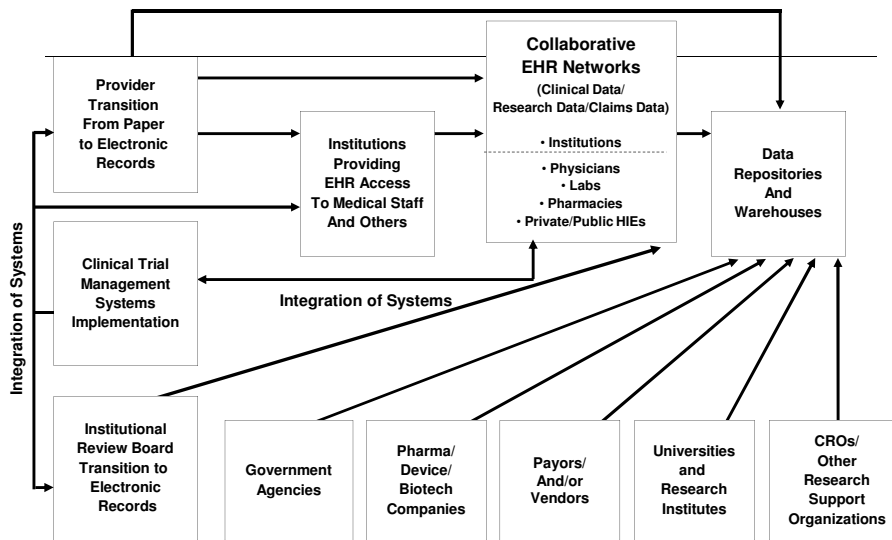 Provider
Transition
From Paper
to Electronic
Records
Institutions
Providing
EHR Access
To Medical Staff
And Others
Collaborative
EHR Networks
(Clinical Data/
Research Data/Claims Data)
• Institutions
• Physicians
• Labs
• Pharmacies
• Private/Public HIEs
Data
Repositories
And
Warehouses
Integration of Systems
Clinical Trial
Management
Systems
Implementation
Integration of Systems
Institutional
Review Board
Transition to
Electronic
Records
Government
Agencies
Pharma/
Device/
Biotech
Companies
Payors/
And/or
Vendors
Universities
and
Research
Institutes
CROs/
Other
Research
Support
Organizations